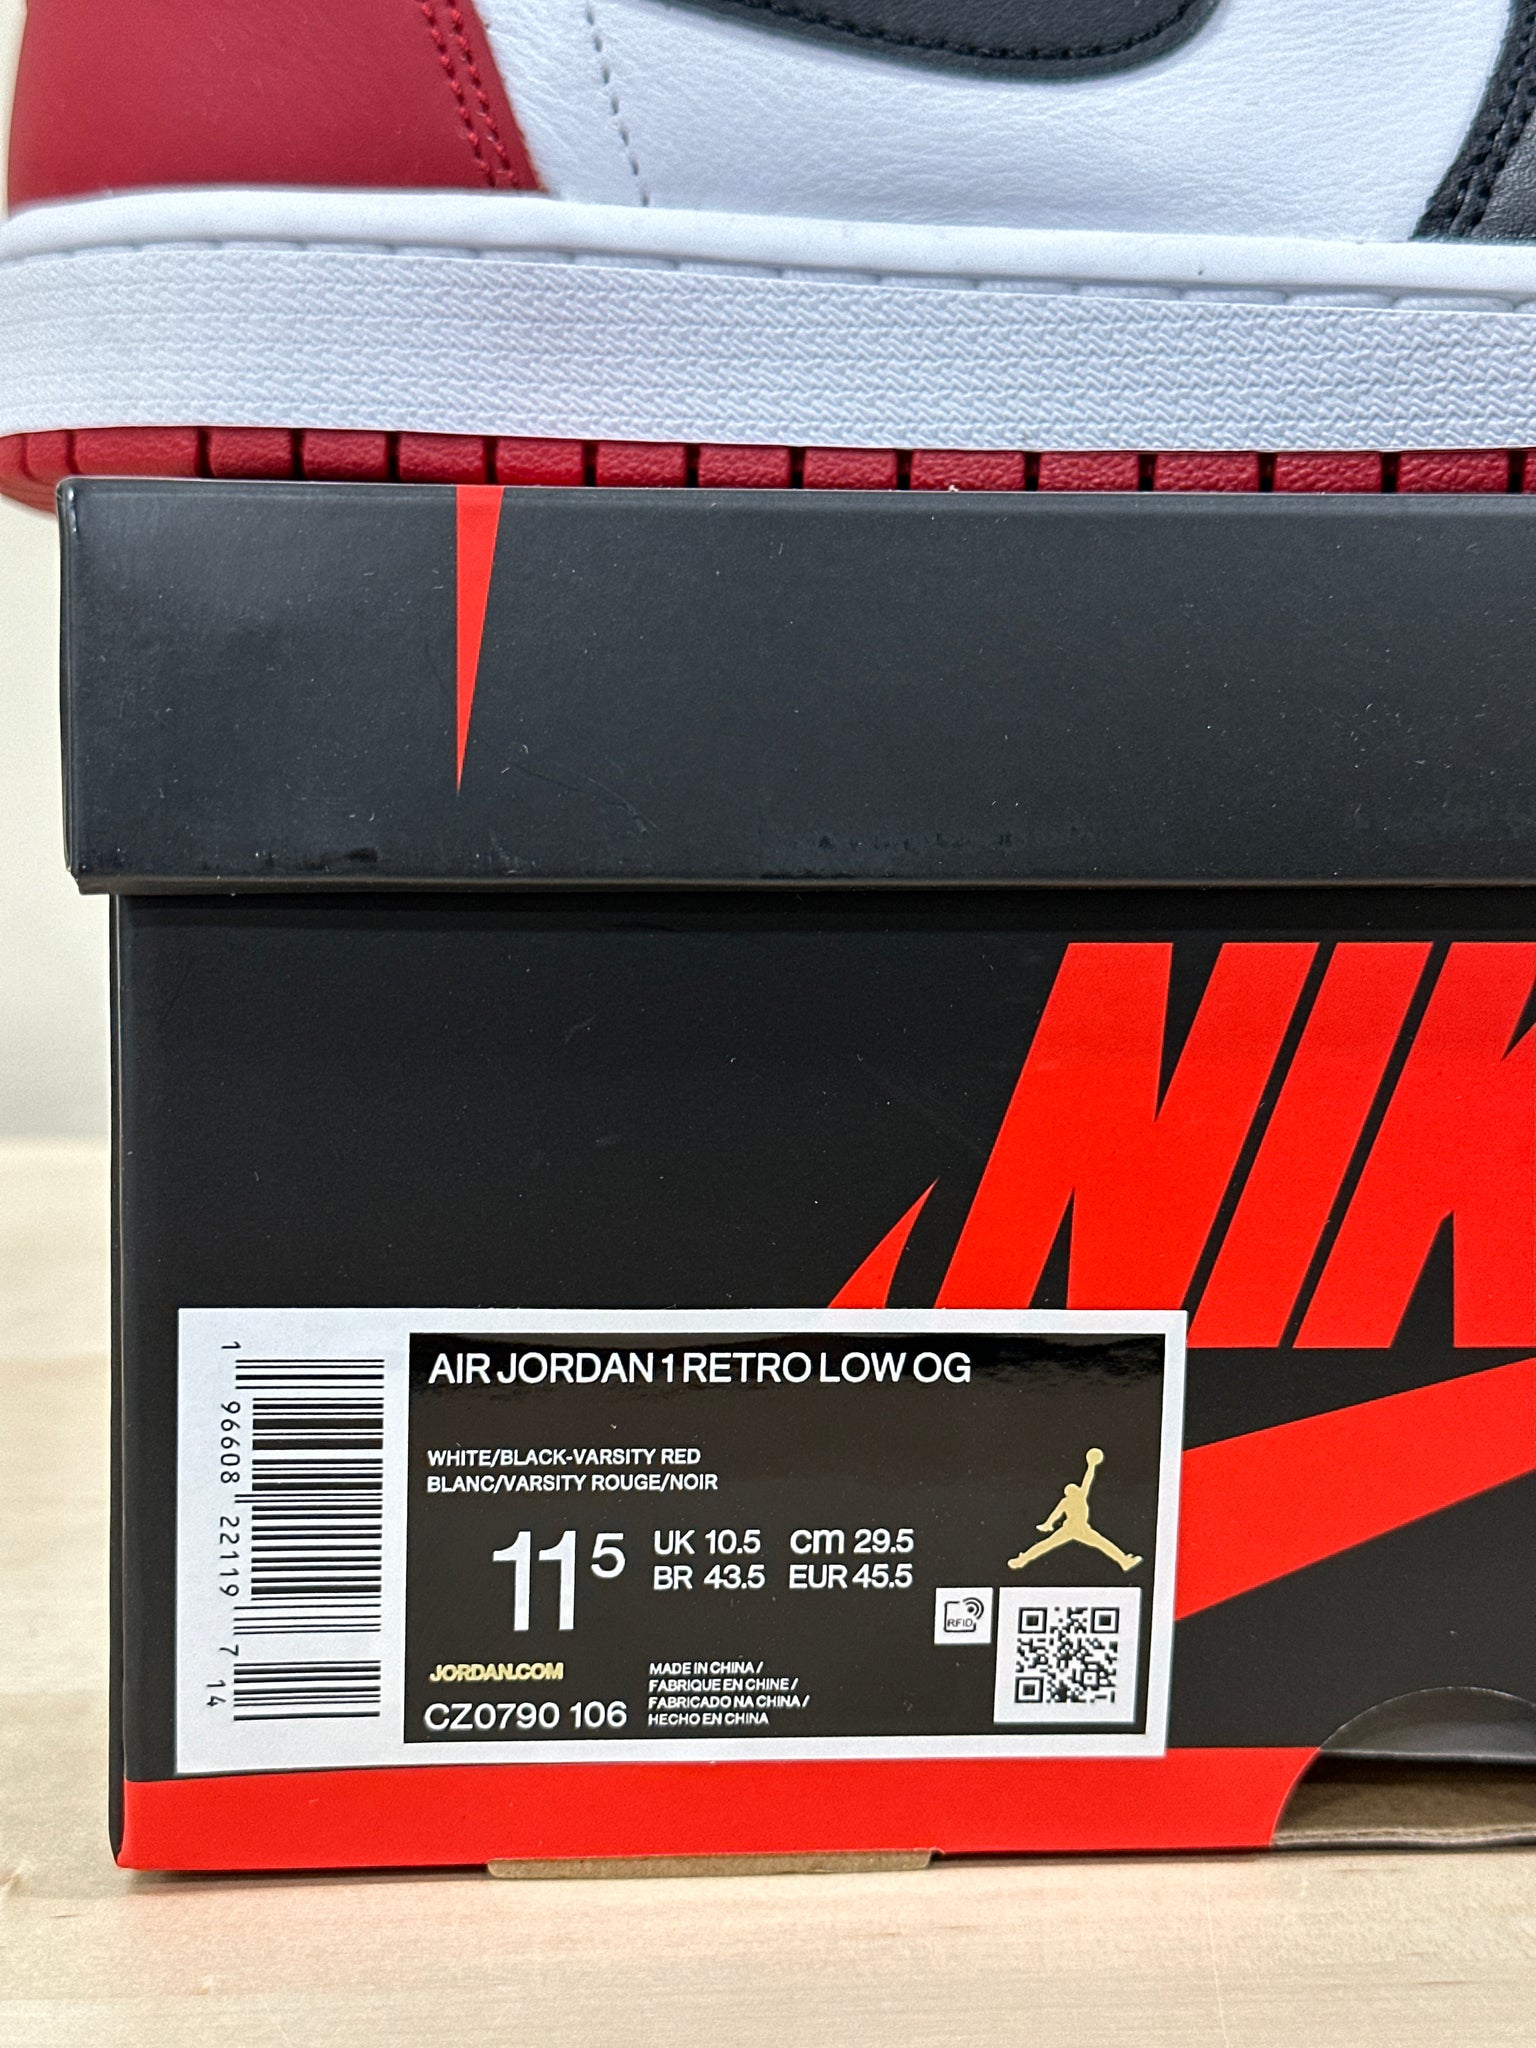 NIK
AIR JORDAN 1 RETRO LOW OG
WHITE/BLACK-VARSITY RED
BLANC/VARSITY ROUGE/NOIR
11 5
UK 10.5 cm 29.5
BR 43.5 EUR 45.5
RFID
JORDAN.COM
CZ0790 106
MADE IN CHINA /
FABRIQUE EN CHINE /
FABRICADO NA CHINA /
HECHO EN CHINA
1 96608 22119 7 14